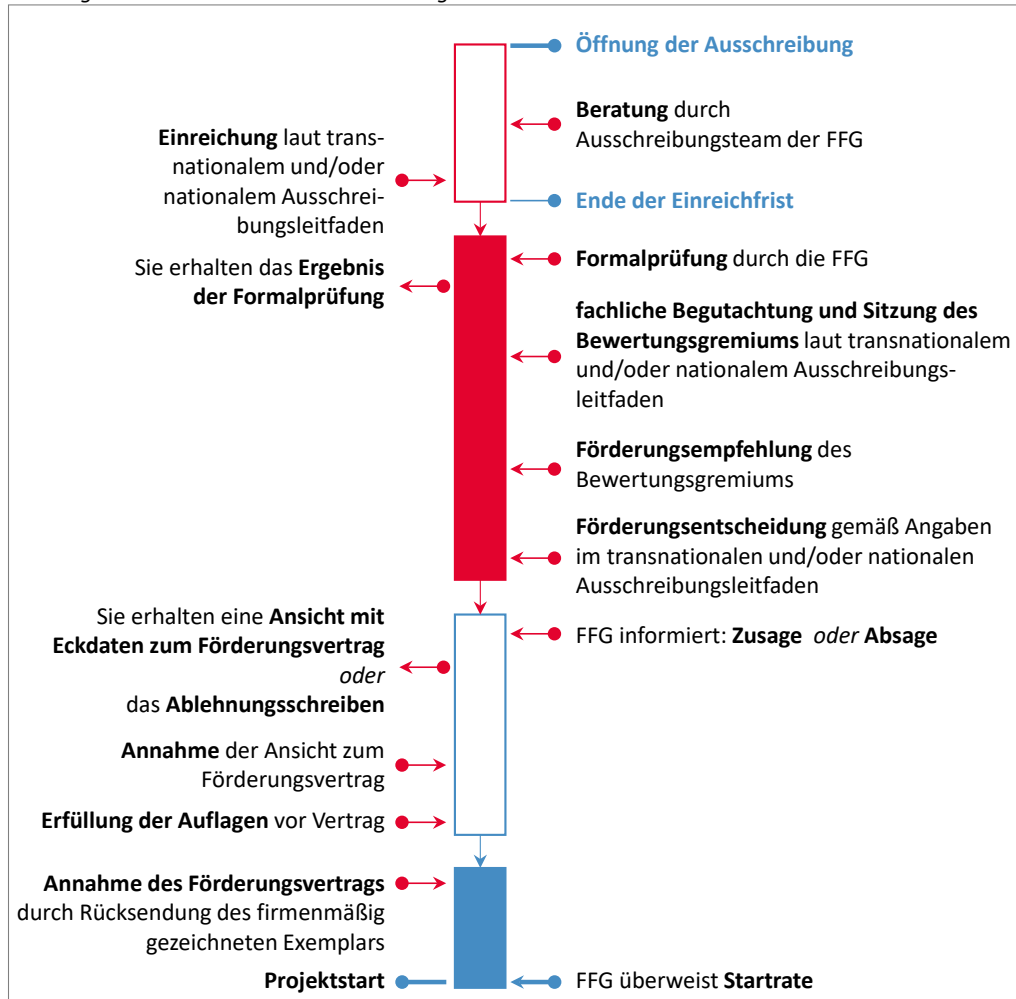 Öffnung der Ausschreibung
Beratung durch
Ausschreibungsteam der FFG
Einreichung laut trans-
nationalem und/oder
nationalem Ausschrei-
bungsleitfaden
Ende der Einreichfrist
Formalprüfung durch die FFG
Sie erhalten das Ergebnis
der Formalprüfung
fachliche Begutachtung und Sitzung des
Bewertungsgremiums laut transnationalem
und/oder nationalem Ausschreibungs-
leitfaden
Förderungsempfehlung des
Bewertungsgremiums
Förderungsentscheidung gemäß Angaben
im transnationalen und/oder nationalen
Ausschreibungsleitfaden
FFG informiert: Zusage oder Absage
Sie erhalten eine Ansicht mit
Eckdaten zum Förderungsvertrag
oder
das Ablehnungsschreiben
Annahme der Ansicht zum
Förderungsvertrag
Erfüllung der Auflagen vor Vertrag
Annahme des Förderungsvertrags
durch Rücksendung des firmenmäßig
gezeichneten Exemplars
Projektstart
FFG überweist Startrate